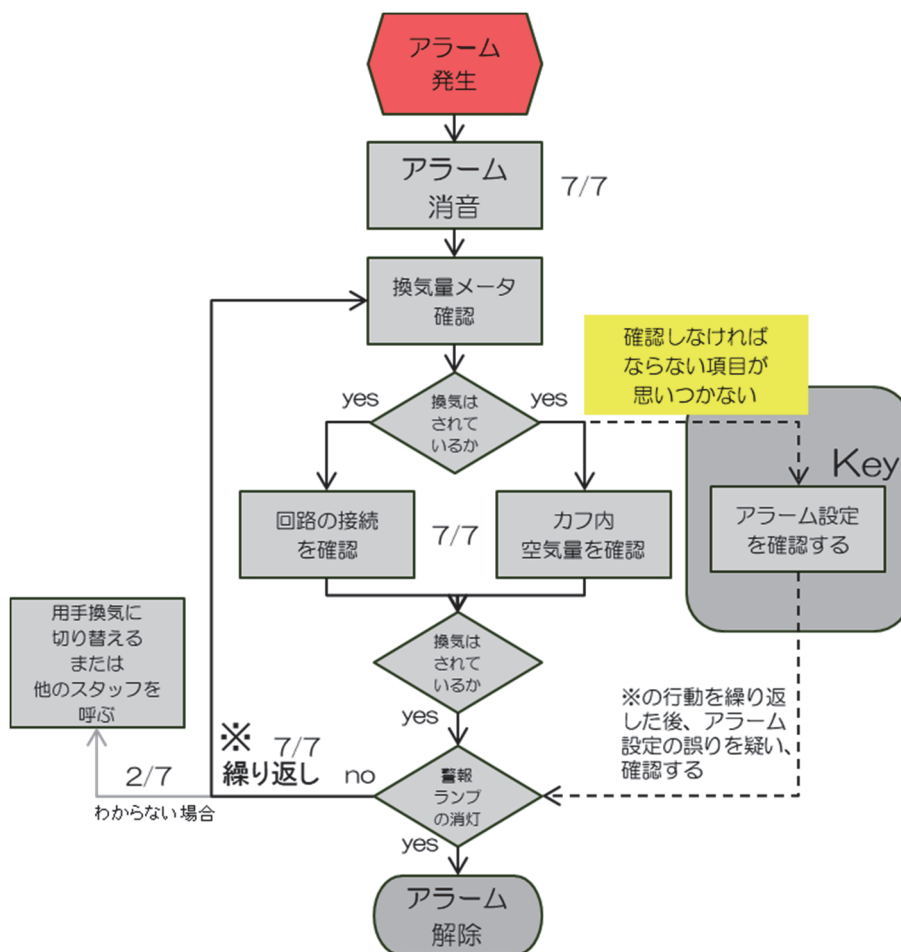 アラーム
発生
アラーム
消音
7/7
換気量メータ
確認
確認しなければ
ならない項目が
思いつかない
yes
換気は
されて
いるか
yes
Key
回路の接続
を確認
7/7
カフ内
空気量を確認
アラーム設定
を確認する
用手換気に
切り替える
または
他のスタッフを
呼ぶ
換気は
されて
いるか
yes
※の行動を繰り返
した後、アラーム
設定の誤りを疑い、
確認する
※ 7/7
繰り返し no
2/7
わからない場合
警報
ランプ
の消灯
yes
アラーム
解除